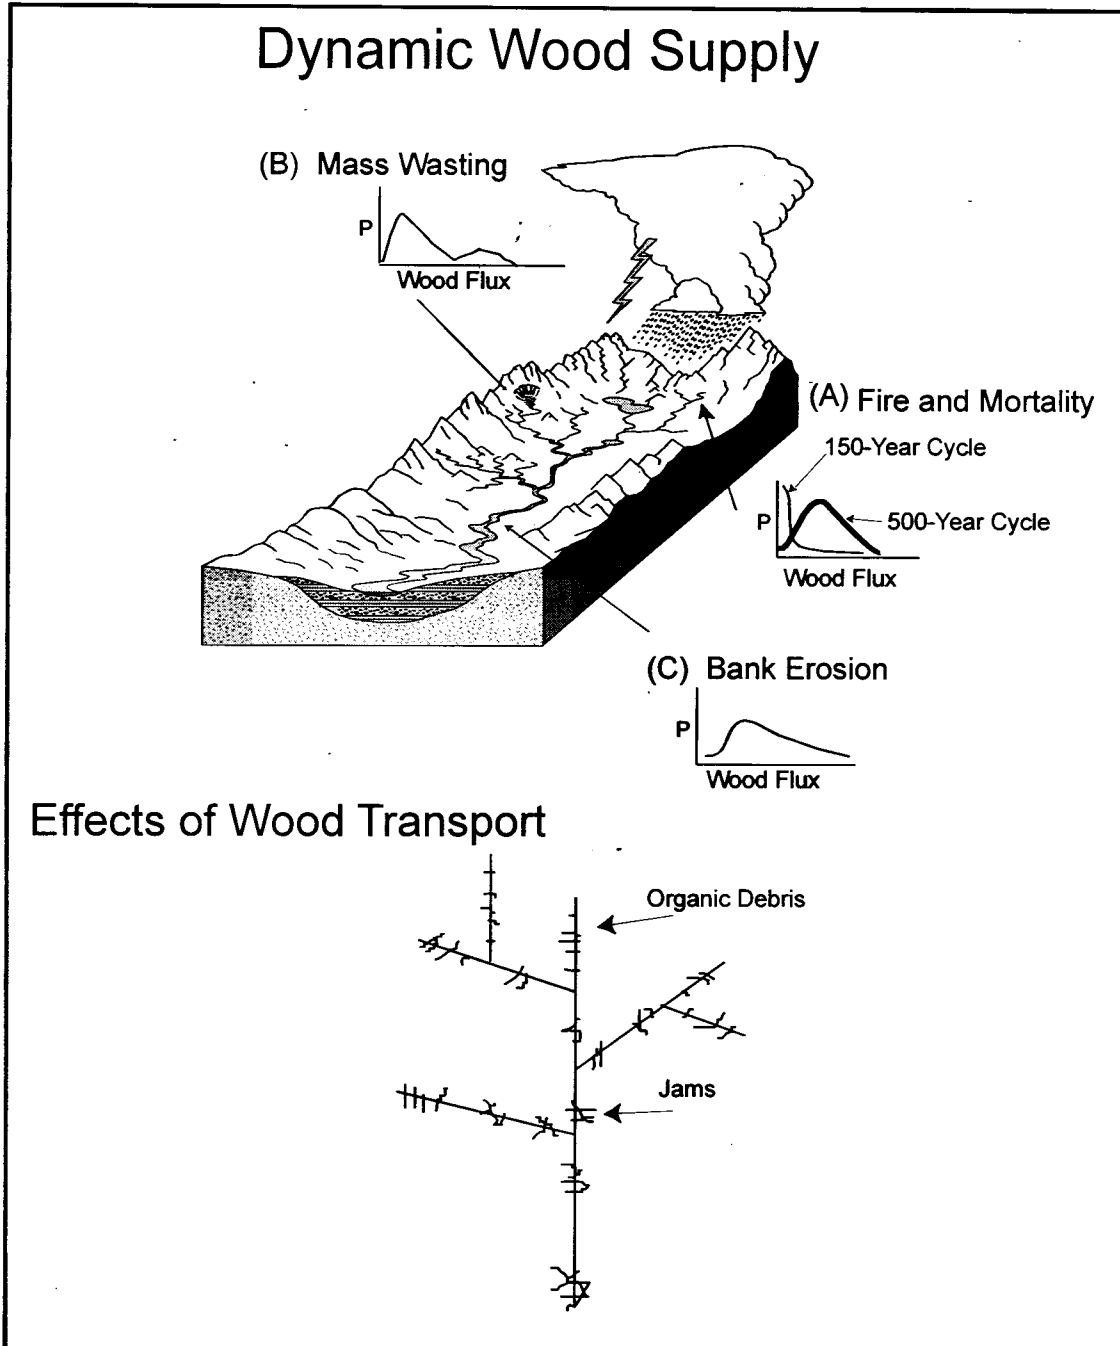 Dynamic Wood Supply
(B) Mass Wasting
P
Wood Flux
(A) Fire and Mortality
150-Year Cycle
P
500-Year Cycle
Wood Flux
(C) Bank Erosion
P
Wood Flux
Effects of Wood Transport
Organic Debris
Jams